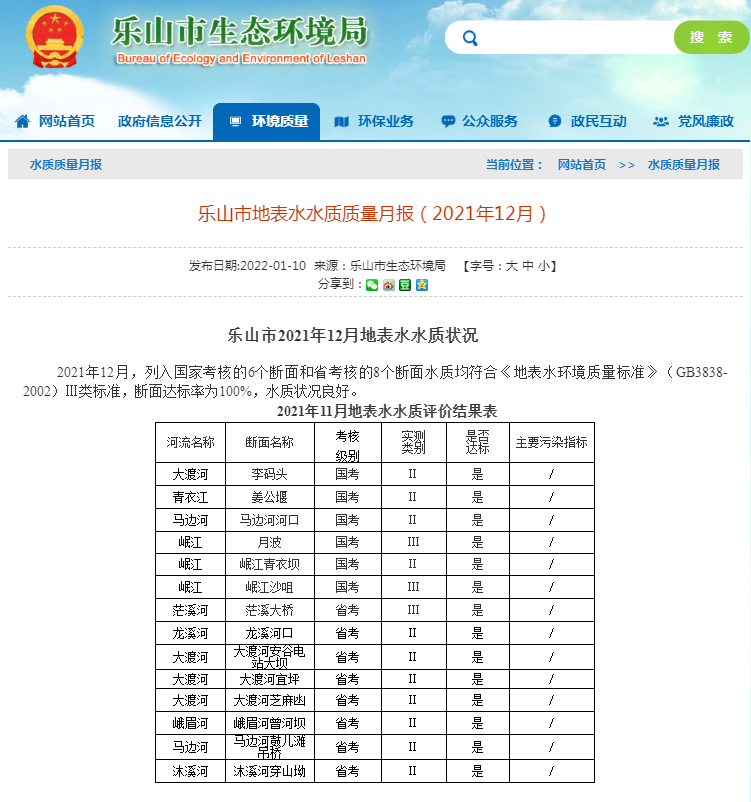 乐山市生态环境局
Bureau of Ecology and Environment of Leshan
搜 索
网站首页 政府信息公开 环境质量 环保业务 公众服务 政民互动 党风廉政
水质质量月报 当前位置： 网站首页 >> 水质质量月报
乐山市地表水水质质量月报（2021年12月）
发布日期:2022-01-10 来源：乐山市生态环境局 【字号：大 中 小】
分享到：
乐山市2021年12月地表水水质状况
2021年12月，列入国家考核的6个断面和省考核的8个断面水质均符合《地表水环境质量标准》（GB3838-
2002）III类标准，断面达标率为100%，水质状况良好。
2021年11月地表水水质评价结果表
河流名称 断面名称 考核级别 实测类别 是否达标 主要污染指标
大渡河 李码头 国考 II 是 /
青衣江 姜公堰 国考 II 是 /
马边河 马边河河口 国考 II 是 /
岷江 月波 国考 III 是 /
岷江 岷江青衣坝 国考 II 是 /
岷江 岷江沙咀 国考 III 是 /
茫溪河 茫溪大桥 省考 III 是 /
龙溪河 龙溪河口 省考 II 是 /
大渡河 大渡河安谷电站大坝 省考 II 是 /
大渡河 大渡河宜坪 省考 II 是 /
大渡河 大渡河芝麻凼 省考 II 是 /
峨眉河 峨眉河曾河坝 省考 II 是 /
马边河 马边河鼓儿滩吊桥 省考 II 是 /
沐溪河 沐溪河穿山坳 省考 II 是 /